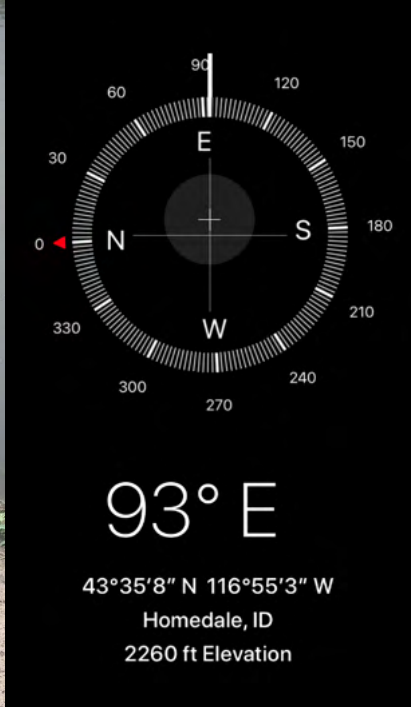 90
60
120
E
30
150
0
N
S
180
330
210
W
300
240
270
93° E
43°35′8″ N 116°55′3″ W
Homedale, ID
2260 ft Elevation